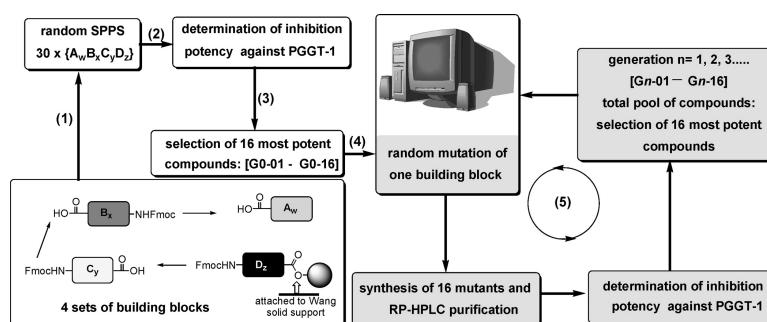 random SPPS
30 x {AwBxCyDz}
(2)
determination of inhibition
potency against PGGT-1
(1)
(3)
selection of 16 most potent
compounds: [G0-01 - G0-16]
(4)
random mutation of
one building block
generation n= 1, 2, 3.....
[Gn-01 – Gn-16]
total pool of compounds:
selection of 16 most potent
compounds
(5)
O
HO
Bx
NHFmoc
O
HO
Aw
FmocHN
Cy
O
OH
FmocHN
Dz
O
O
attached to Wang
solid support
4 sets of building blocks
synthesis of 16 mutants and
RP-HPLC purification
determination of inhibition
potency against PGGT-1